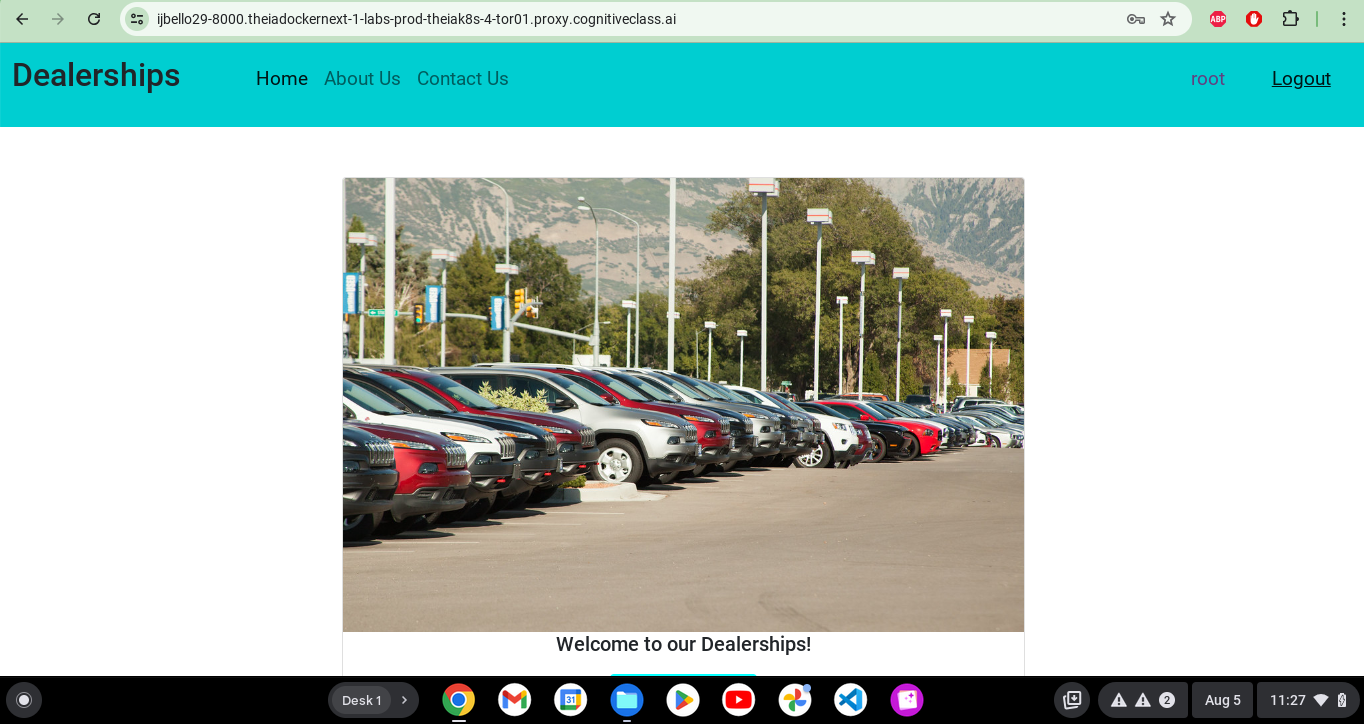 ijbello29-8000.theiadockernext-1-labs-prod-theiak8s-4-tor01.proxy.cognitiveclass.ai
ABP
Dealerships
Home About Us Contact Us
root
Logout
Welcome to our Dealerships!
Desk 1
31
2
Aug 5
11:27